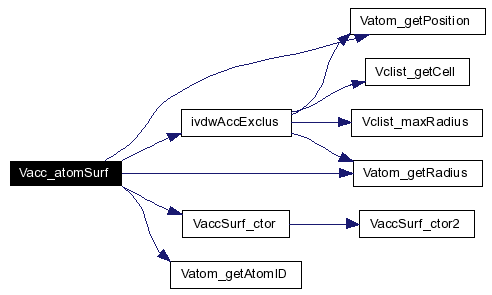 Vatom_getPosition
Vclist_getCell
ivdwAccExclus
Vclist_maxRadius
Vacc_atomSurf
Vatom_getRadius
VaccSurf_ctor
VaccSurf_ctor2
Vatom_getAtomID